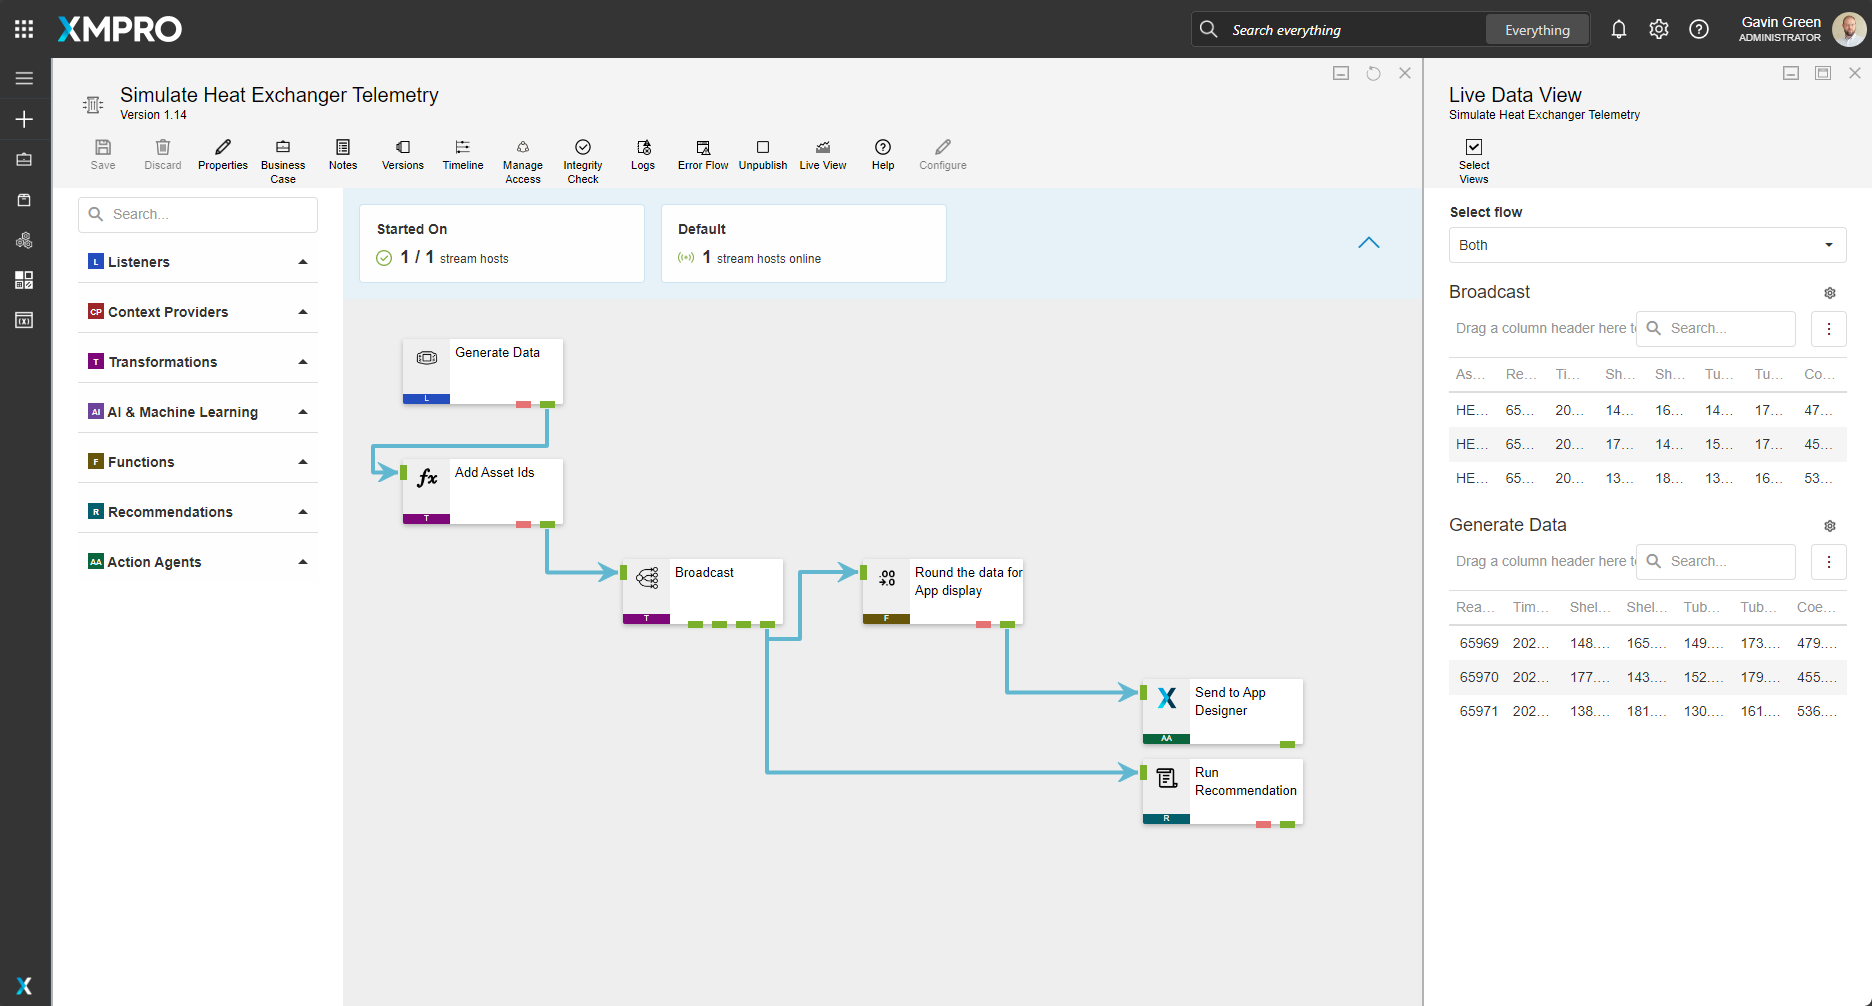 XMPRO
Search everything
Everything
Gavin Green
ADMINISTRATOR
Simulate Heat Exchanger Telemetry
Version 1.14
Save
Discard
Properties
Business
Case
Notes
Versions
Timeline
Manage
Access
Integrity
Check
Logs
Error Flow
Unpublish
Live View
Help
Configure
Search...
L Listeners
CP Context Providers
T Transformations
AI AI & Machine Learning
F Functions
R Recommendations
AA Action Agents
Started On
1 / 1 stream hosts
Default
1 stream hosts online
Generate Data
L
fx
Add Asset Ids
T
Broadcast
T
.00
.0
Round the data for
App display
F
Send to App
Designer
AA
Run
Recommendation
R
Live Data View
Simulate Heat Exchanger Telemetry
Select
Views
Select flow
Both
Broadcast
Drag a column header here t
Search...
As... Re... Ti... Sh... Sh... Tu... Tu... Co...
HE... 65... 20... 14... 16... 14... 17... 47...
HE... 65... 20... 17... 14... 15... 17... 45...
HE... 65... 20... 13... 18... 13... 16... 53...
Generate Data
Drag a column header here t
Search...
Rea... Tim... Shel... Shel... Tub... Tub... Coe...
65969 202... 148.... 165.... 149.... 173.... 479....
65970 202... 177.... 143.... 152.... 179.... 455....
65971 202... 138.... 181.... 130.... 161.... 536....